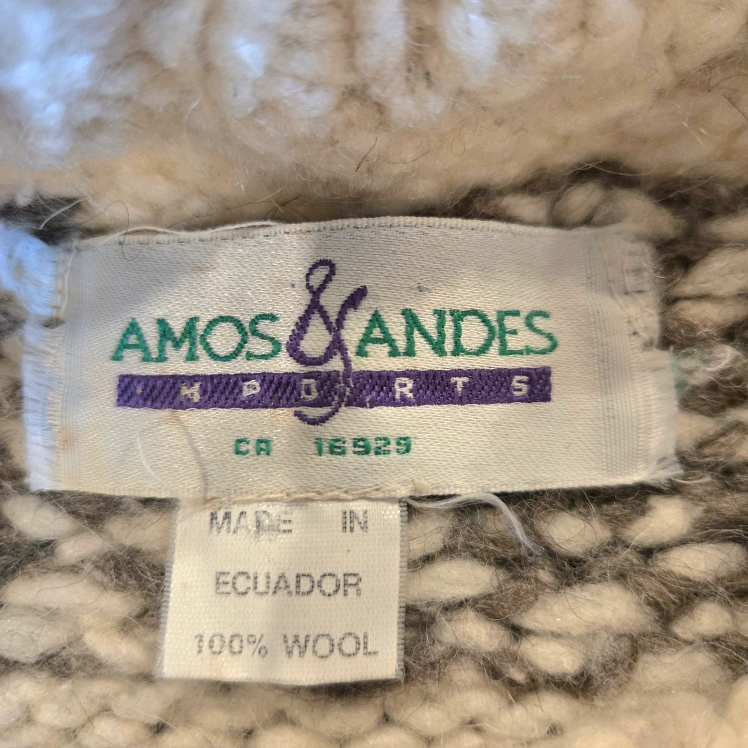 AMOS & ANDES
IMPORTS
CA 16929
MADE IN
ECUADOR
100% WOOL